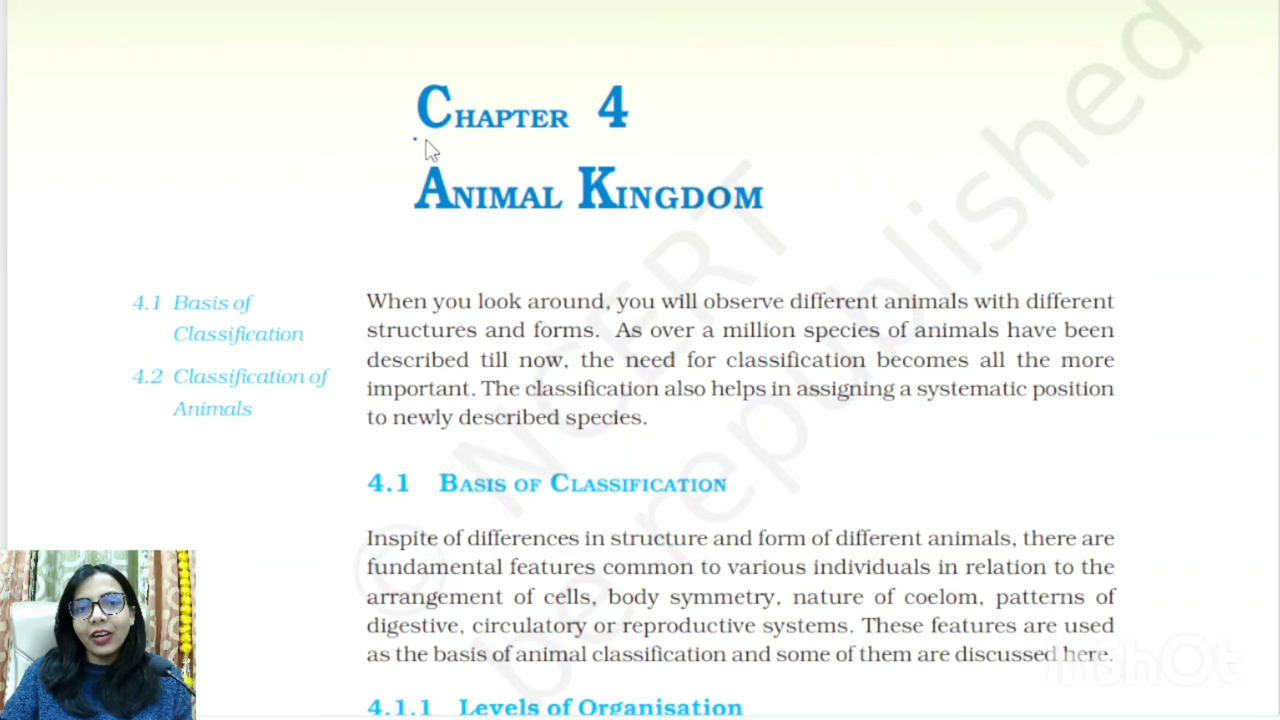 CHAPTER 4
ANIMAL KINGDOM
4.1 Basis of
Classification
4.2 Classification of
Animals
When you look around, you will observe different animals with different
structures and forms. As over a million species of animals have been
described till now, the need for classification becomes all the more
important. The classification also helps in assigning a systematic position
to newly described species.
4.1 BASIS OF CLASSIFICATION
Inspite of differences in structure and form of different animals, there are
fundamental features common to various individuals in relation to the
arrangement of cells, body symmetry, nature of coelom, patterns of
digestive, circulatory or reproductive systems. These features are used
as the basis of animal classification and some of them are discussed here.
4.1.1 Levels of Organisation
© NCERT
be republished
InshOt